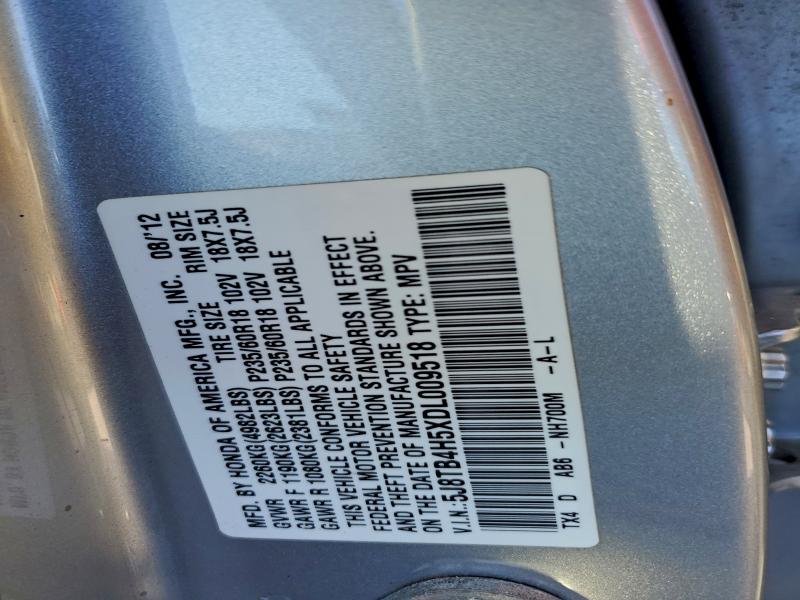 MFD. BY HONDA OF AMERICA MFG., INC. 08/'12
GVWR 2260KG(4982LBS) TIRE SIZE RIM SIZE
GAWR F 1190KG(2623LBS) P235/60R18 102V 18X7.5J
GAWR R 1080KG(2381LBS) P235/60R18 102V 18X7.5J
THIS VEHICLE CONFORMS TO ALL APPLICABLE
FEDERAL MOTOR VEHICLE SAFETY
AND THEFT PREVENTION STANDARDS IN EFFECT
ON THE DATE OF MANUFACTURE SHOWN ABOVE.
V.I.N.:5J8TB4H5XDL009518 TYPE: MPV
TX4 D AB6 -NH700M -A-L